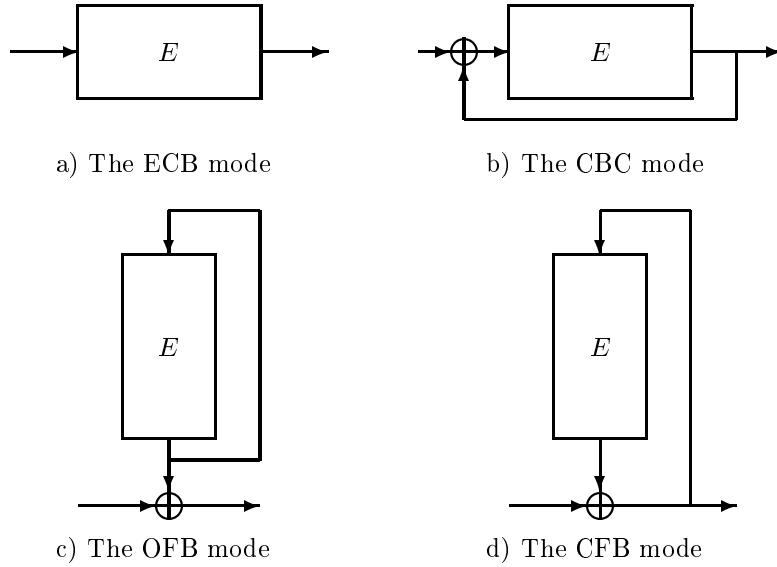 E
E
a) The ECB mode
b) The CBC mode
E
E
c) The OFB mode
d) The CFB mode